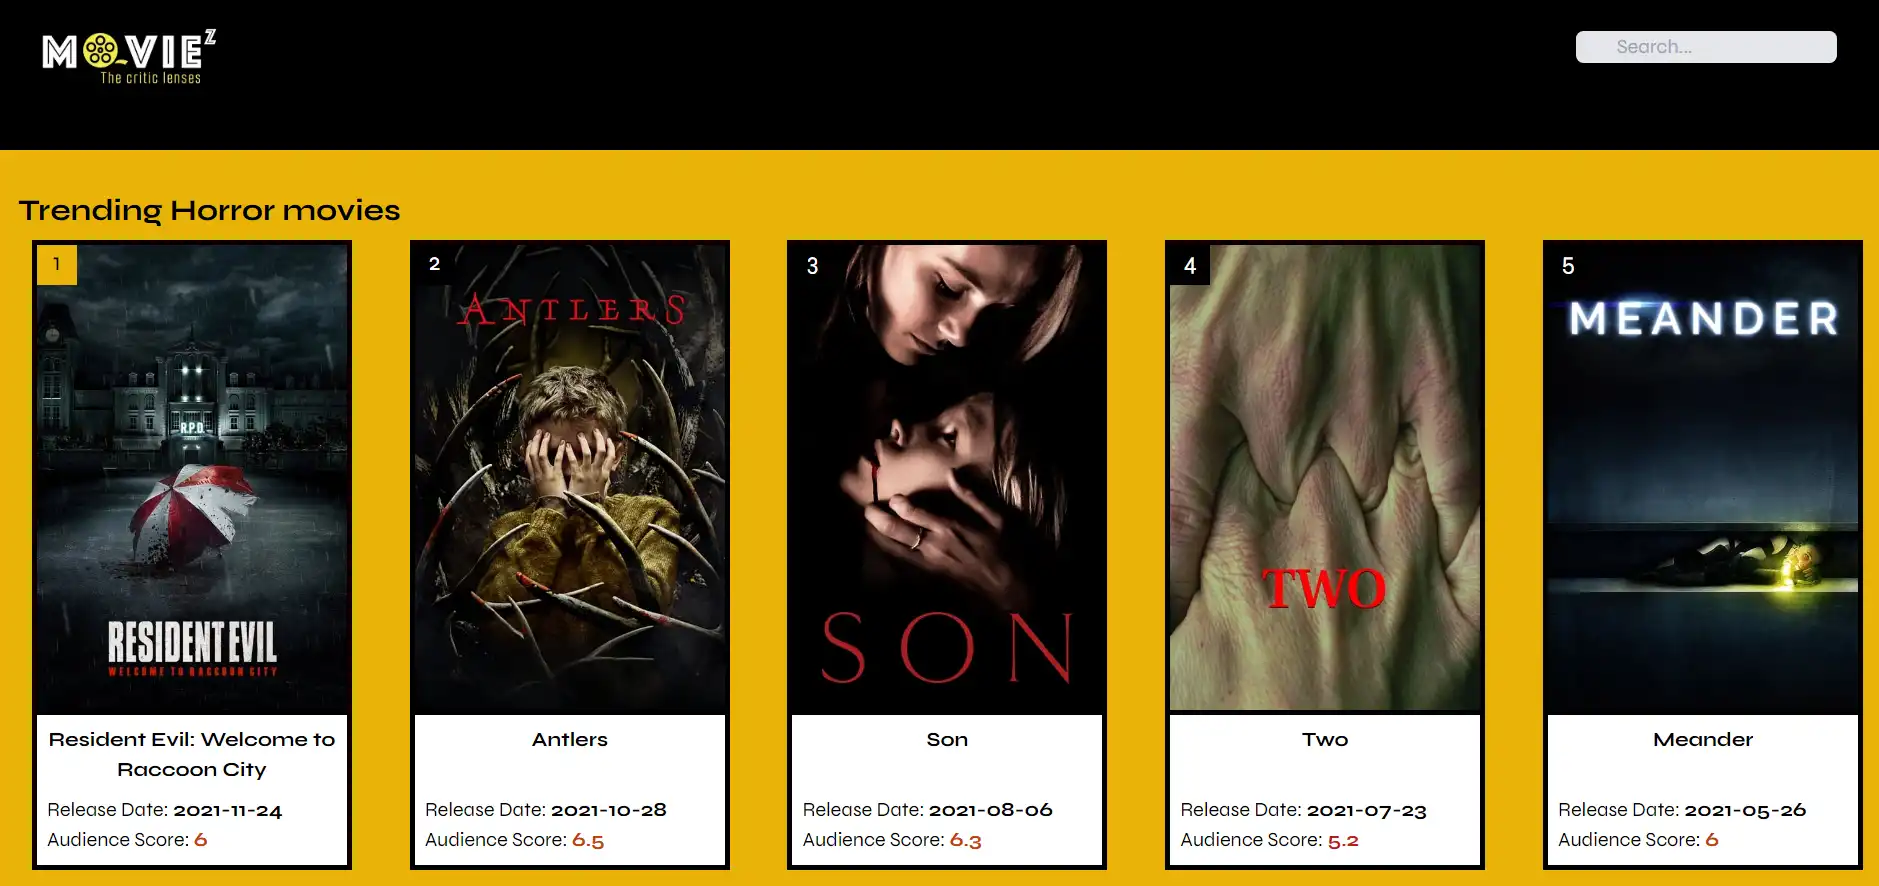 MOVIE Z
The critic lenses
Search...
Trending Horror movies
1
R.P.D.
RESIDENT EVIL
WELCOME TO RACCOON CITY
Resident Evil: Welcome to
Raccoon City
Release Date: 2021-11-24
Audience Score: 6
2
ANTLERS
Antlers
Release Date: 2021-10-28
Audience Score: 6.5
3
SON
Son
Release Date: 2021-08-06
Audience Score: 6.3
4
TWO
Two
Release Date: 2021-07-23
Audience Score: 5.2
5
MEANDER
Meander
Release Date: 2021-05-26
Audience Score: 6